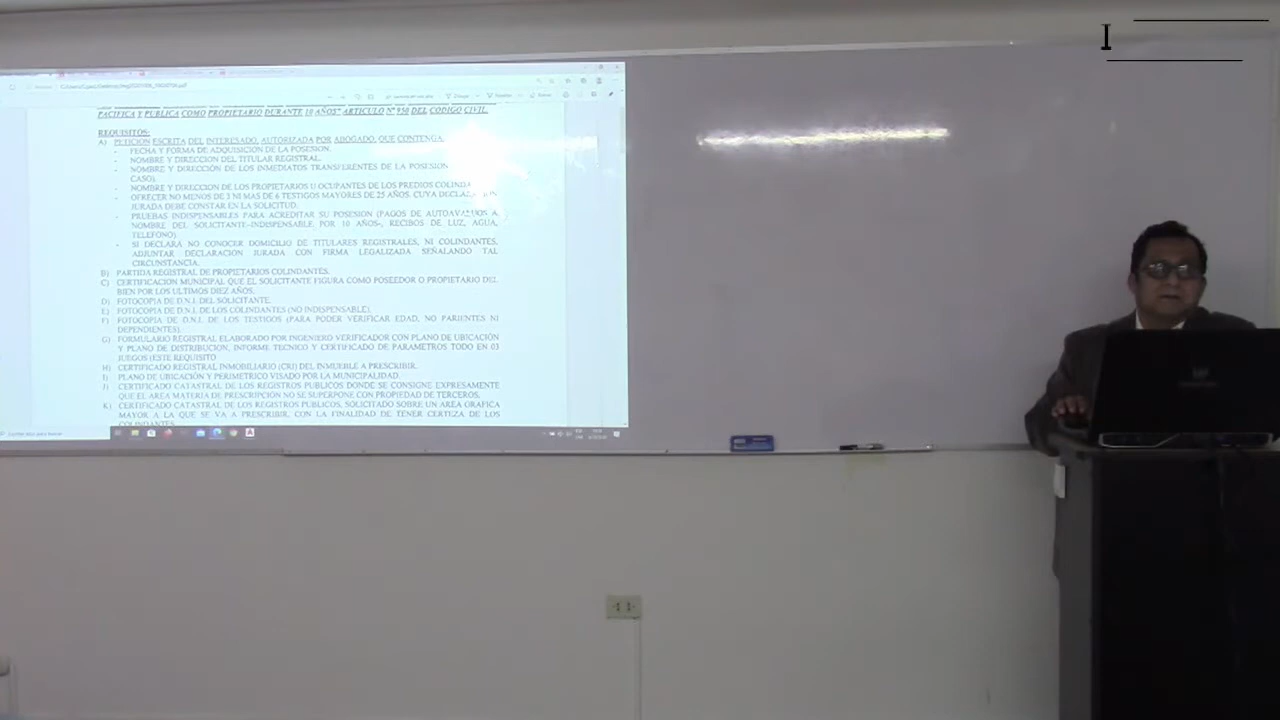 I
PACIFICA Y PUBLICA COMO PROPIETARIO DURANTE 10 AÑOS" ARTICULO Nº 950 DEL CODIGO CIVIL.
REQUISITOS:
A) PETICION ESCRITA DEL INTERESADO, AUTORIZADA POR ABOGADO, QUE CONTENGA.
- FECHA Y FORMA DE ADQUISICION DE LA POSESION.
- NOMBRE Y DIRECCION DEL TITULAR REGISTRAL.
- NOMBRE Y DIRECCIÓN DE LOS INMEDIATOS TRANSFERENTES DE LA POSESION
CASO).
- NOMBRE Y DIRECCION DE LOS PROPIETARIOS U OCUPANTES DE LOS PREDIOS
- OFRECER NO MENOS DE 3 NI MAS DE 6 TESTIGOS MAYORES DE 25 AÑOS. CUYA
JURADA DEBE CONSTAR EN LA SOLICITUD.
- PRUEBAS INDISPENSABLES PARA ACREDITAR SU POSESIÓN (PAGOS DE AUTOAVALUOS A
NOMBRE DEL SOLICITANTE-INDISPENSABLE POR 10 AÑOS-, RECIBOS DE LUZ, AGUA,
TELEFONO).
- SI DECLARA NO CONOCER DOMICILIO DE TITULARES REGISTRALES, NI COLINDANTES,
ADJUNTAR DECLARACION JURADA CON FIRMA LEGALIZADA SEÑALANDO TAL
CIRCUNSTANCIA.
B) PARTIDA REGISTRAL DE PROPIETARIOS COLINDANTES.
C) CERTIFICACION MUNICIPAL QUE EL SOLICITANTE FIGURA COMO POSEEDOR O PROPIETARIO DEL
BIEN POR LOS ULTIMOS DIEZ AÑOS.
D) FOTOCOPIA DE D.N.I. DEL SOLICITANTE.
E) FOTOCOPIA DE D.N.I. DE LOS COLINDANTES (NO INDISPENSABLE).
F) FOTOCOPIA DE D.N.I. DE LOS TESTIGOS (PARA PODER VERIFICAR EDAD, NO PARIENTES NI
DEPENDIENTES).
G) FORMULARIO REGISTRAL ELABORADO POR INGENIERO VERIFICADOR CON PLANO DE UBICACIÓN
Y PLANO DE DISTRIBUCION, INFORME TECNICO Y CERTIFICADO DE PARAMETROS TODO EN 03
JUEGOS (ESTE REQUISITO
H) CERTIFICADO REGISTRAL INMOBILIARIO (CRI) DEL INMUEBLE A PRESCRIBIR.
I) PLANO DE UBICACIÓN Y PERIMETRICO VISADO POR LA MUNICIPALIDAD.
J) CERTIFICADO CATASTRAL DE LOS REGISTROS PUBLICOS DONDE SE CONSIGNE EXPRESAMENTE
QUE EL AREA MATERIA DE PRESCRIPCIÓN NO SE SUPERPONE CON PROPIEDAD DE TERCEROS.
K) CERTIFICADO CATASTRAL DE LOS REGISTROS PUBLICOS, SOLICITADO SOBRE UN AREA GRAFICA
MAYOR A LA QUE SE VA A PRESCRIBIR, CON LA FINALIDAD DE TENER CERTEZA DE LOS
COLINDANTES